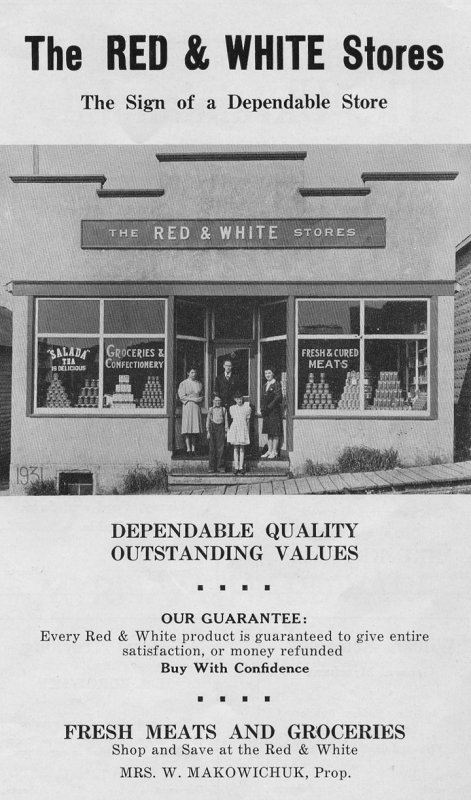 The RED & WHITE Stores
The Sign of a Dependable Store
THE RED & WHITE STORES
"SALADA"
TEA
IS DELICIOUS
GROCERIES &
CONFECTIONERY
FRESH & CURED
MEATS
1931
DEPENDABLE QUALITY
OUTSTANDING VALUES
OUR GUARANTEE:
Every Red & White product is guaranteed to give entire
satisfaction, or money refunded
Buy With Confidence
FRESH MEATS AND GROCERIES
Shop and Save at the Red & White
MRS. W. MAKOWICHUK, Prop.